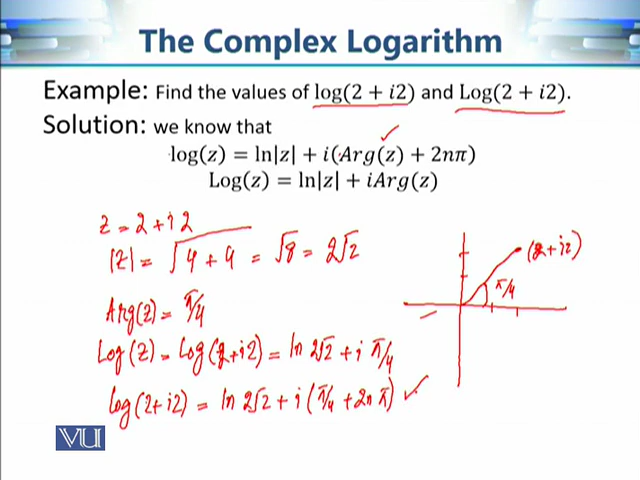 The Complex Logarithm
Example: Find the values of log(2 + i2) and Log(2 + i2).
Solution: we know that
log(z) = ln|z| + i(Arg(z) + 2nπ)
Log(z) = ln|z| + iArg(z)
z = 2 + i2
|z| = √4 + 4 = √8 = 2√2
(2 + i2)
π/4
Arg(z) = π/4
Log(z) = Log(2+i2) = ln 2√2 + i π/4
log(2+i2) = ln 2√2 + i (π/4 + 2nπ)
VU